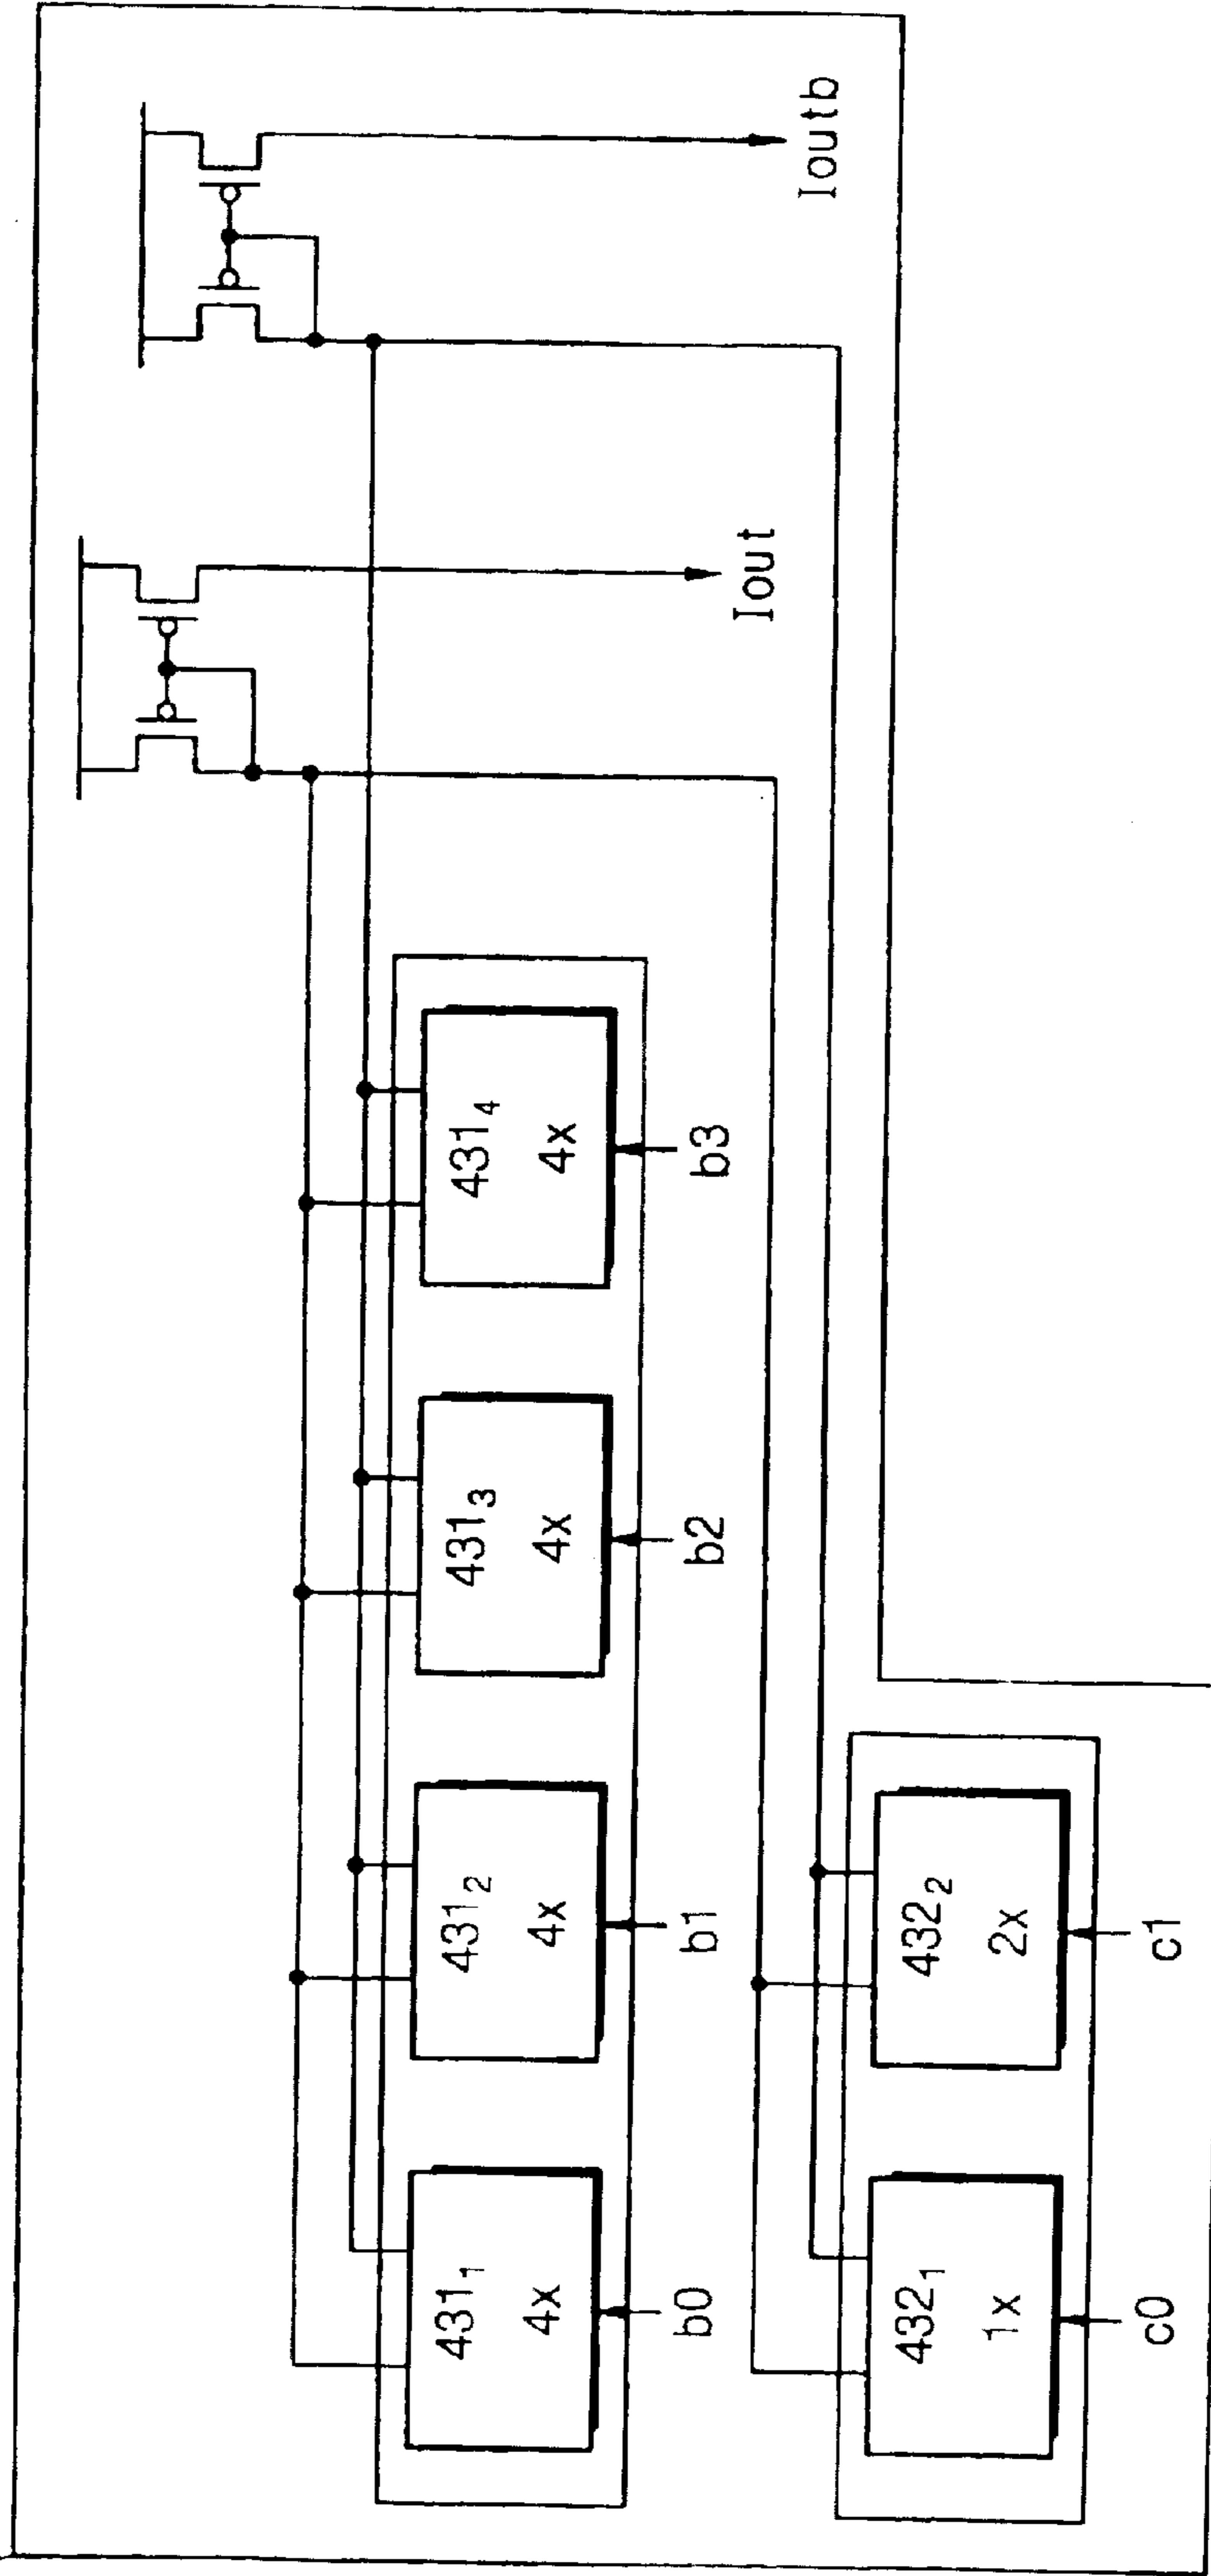 Iout
Ioutb
431₁
431₂
431₃
431₄
4x
4x
4x
4x
b0
b1
b2
b3
432₁
432₂
1x
2x
c0
c1